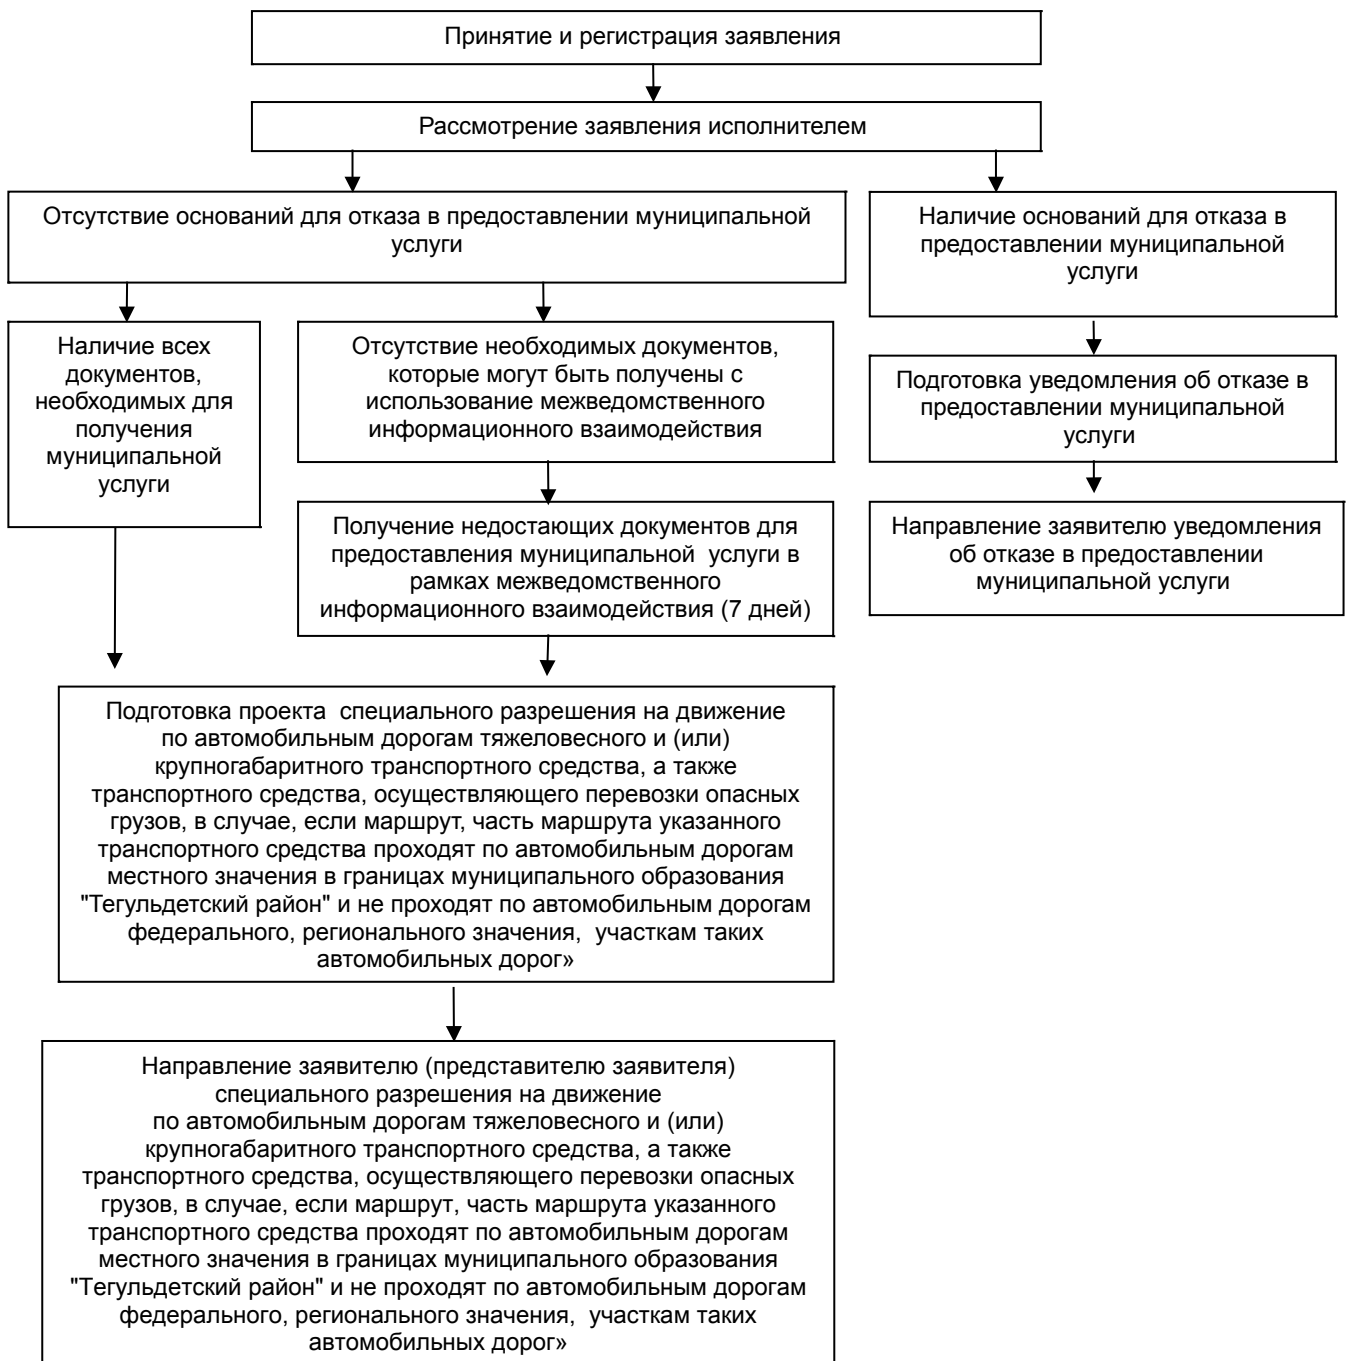 Принятие и регистрация заявления
Рассмотрение заявления исполнителем
Отсутствие оснований для отказа в предоставлении муниципальной
услуги
Наличие оснований для отказа в
предоставлении муниципальной
услуги
Наличие всех
документов,
необходимых для
получения
муниципальной
услуги
Отсутствие необходимых документов,
которые могут быть получены с
использование межведомственного
информационного взаимодействия
Подготовка уведомления об отказе в
предоставлении муниципальной
услуги
Получение недостающих документов для
предоставления муниципальной  услуги в
рамках межведомственного
информационного взаимодействия (7 дней)
Направление заявителю уведомления
об отказе в предоставлении
муниципальной услуги
Подготовка проекта  специального разрешения на движение
по автомобильным дорогам тяжеловесного и (или)
крупногабаритного транспортного средства, а также
транспортного средства, осуществляющего перевозки опасных
грузов, в случае, если маршрут, часть маршрута указанного
транспортного средства проходят по автомобильным дорогам
местного значения в границах муниципального образования
"Тегульдетский район" и не проходят по автомобильным дорогам
федерального, регионального значения,  участкам таких
автомобильных дорог»
Направление заявителю (представителю заявителя)
специального разрешения на движение
по автомобильным дорогам тяжеловесного и (или)
крупногабаритного транспортного средства, а также
транспортного средства, осуществляющего перевозки опасных
грузов, в случае, если маршрут, часть маршрута указанного
транспортного средства проходят по автомобильным дорогам
местного значения в границах муниципального образования
"Тегульдетский район" и не проходят по автомобильным дорогам
федерального, регионального значения,  участкам таких
автомобильных дорог»